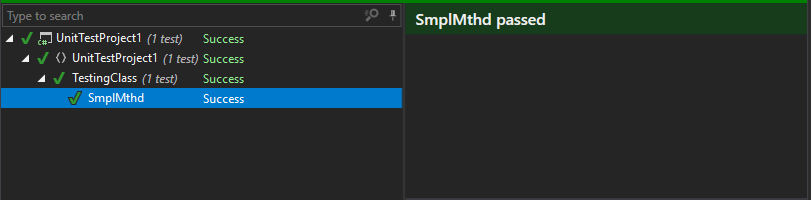 Type to search
UnitTestProject1 (1 test) Success
UnitTestProject1 (1 test) Success
TestingClass (1 test) Success
SmplMthd Success
SmplMthd passed